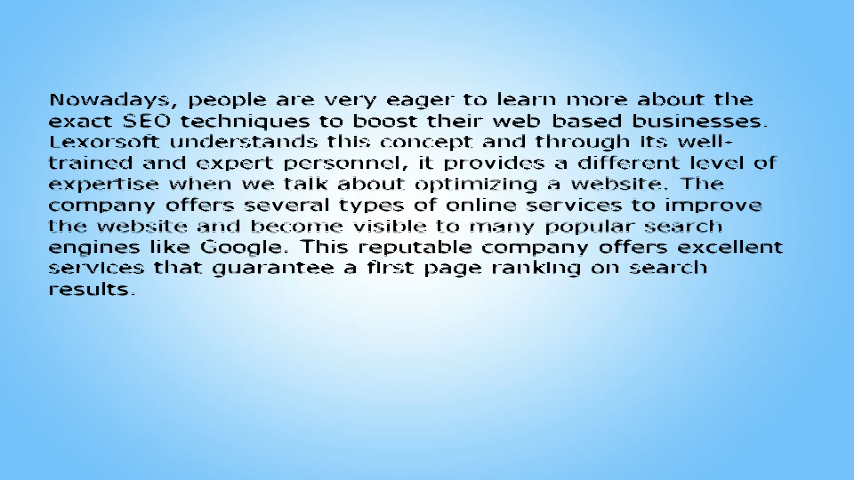 Nowadays, people are very eager to learn more about the
exact SEO techniques to boost their web based businesses.
Lexorsoft understands this concept and through its well-
trained and expert personnel, it provides a different level of
expertise when we talk about optimizing a website. The
company offers several types of online services to improve
the website and become visible to many popular search
engines like Google. This reputable company offers excellent
services that guarantee a first page ranking on search
results.